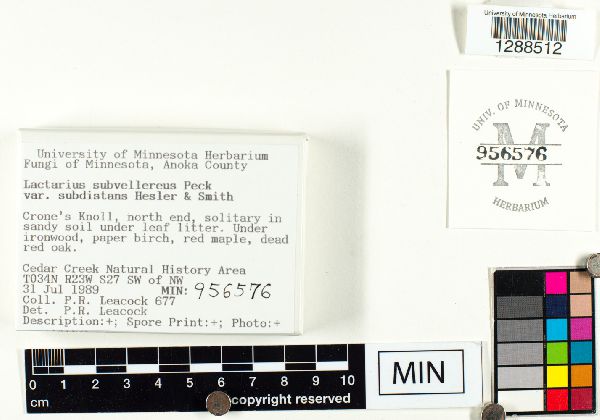 University of Minnesota Herbarium
1288512
UNIV. OF MINNESOTA
M
956576
HERBARIUM
University of Minnesota Herbarium
Fungi of Minnesota, Anoka County
Lactarius subvellereus Peck
var. subdistans Hesler & Smith
Crone's Knoll, north end, solitary in
sandy soil under leaf litter. Under
ironwood, paper birch, red maple, dead
red oak.
Cedar Creek Natural History Area
T034N R23W S27 SW of NW
31 Jul 1989 MIN: 956576
Coll. P.R. Leacock 677
Det. P.R. Leacock
Description:+; Spore Print:+; Photo:+
0 1 2 3 4 5 6 7 8 9 10
cm copyright reserved
MIN